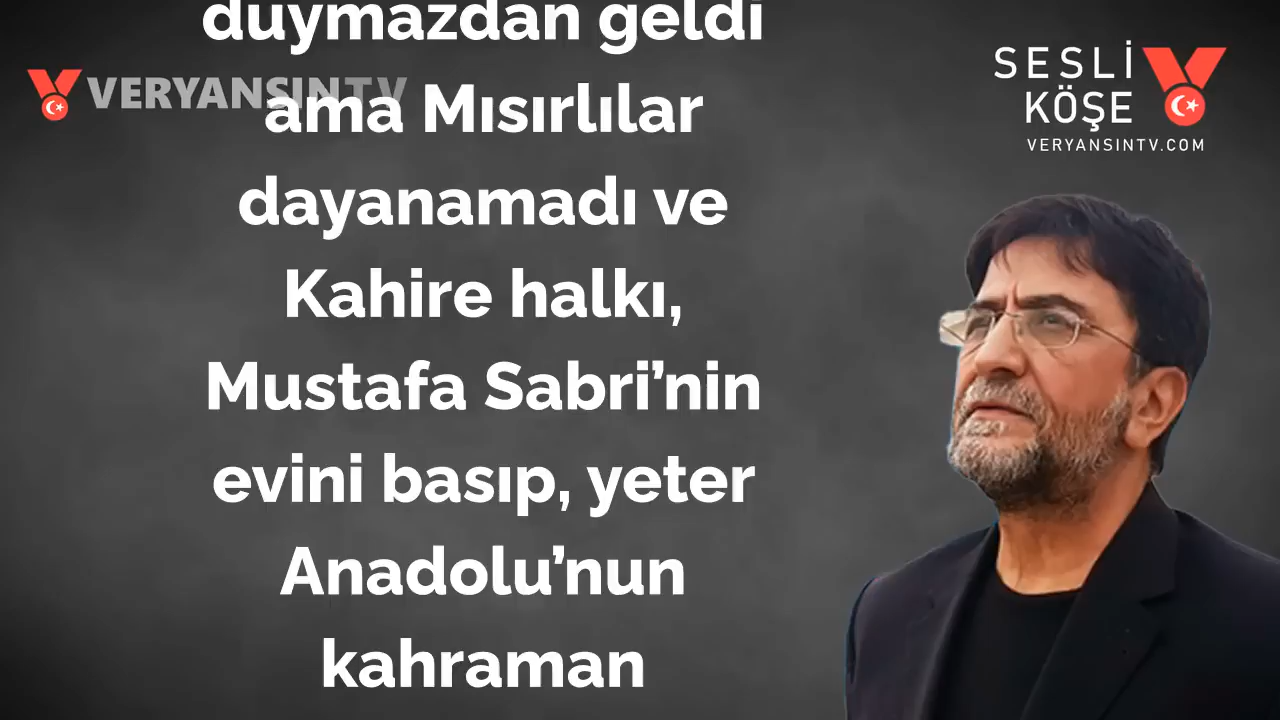 duymazdan geldi
VERYANSINTV
ama Mısırlılar
dayanamadı ve
Kahire halkı,
Mustafa Sabri’nin
evini basıp, yeter
Anadolu’nun
kahraman
SESLİ
KÖŞE
VERYANSINTV.COM